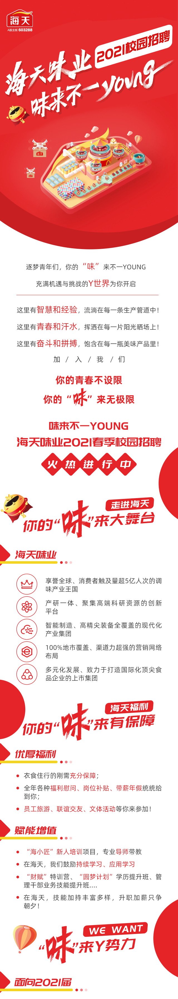 海天
A股主板 603288
2021校园招聘
海天味业
味来不一young
海天
海天
逐梦青年们，你的“味”来不一YOUNG
充满机遇与挑战的Y世界为你开启
这里有智慧和经验，流淌在每一条生产管道中！
这里有青春和汗水，挥洒在每一片阳光晒场上！
这里有奋斗和拼搏，饱含在每一瓶美味产品里！
加 / 入 / 我 / 们
你的青春不设限
你的“味”来无极限
味来不一YOUNG
海天味业2021春季校园招聘
火热进行中
走进海天
你的“味”来大舞台
海天味业
享誉全球、消费者触及量超5亿人次的调
味产业王国
产研一体、聚集高端科研资源的创新
平台
智能制造、高精尖装备全覆盖的现代化
产业集团
100%地市覆盖、渠道力超强的营销网络
布局
多元化发展、致力于打造国际化顶尖食
品企业的上市集团
海天福利
你的“味”来有保障
优厚福利
衣食住行的刚需充分保障；
全年各种福利慰问、岗位补贴、带薪年假统统给
到你；
员工旅游、联谊交友、文体活动等你来参加！
赋能增值
“海小匠”新人培训项目，专业导师带教
在海天，我们鼓励持续学习、应用学习
“财赋”特训营、“圆梦计划”学历提升班、管
理干部业务技能提升班....
在海天，技能加持丰富多样，升职加薪只争
朝夕！
WE WANT
“味”来Y势力
面向2021届